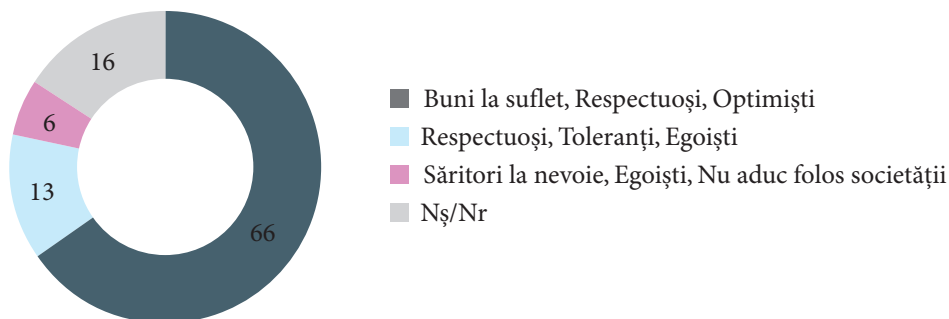 16
6
13
66
Buni la suflet, Respectuoși, Optimiști
Respectuoși, Toleranți, Egoiști
Săritori la nevoie, Egoiști, Nu aduc folos societății
Nș/Nr